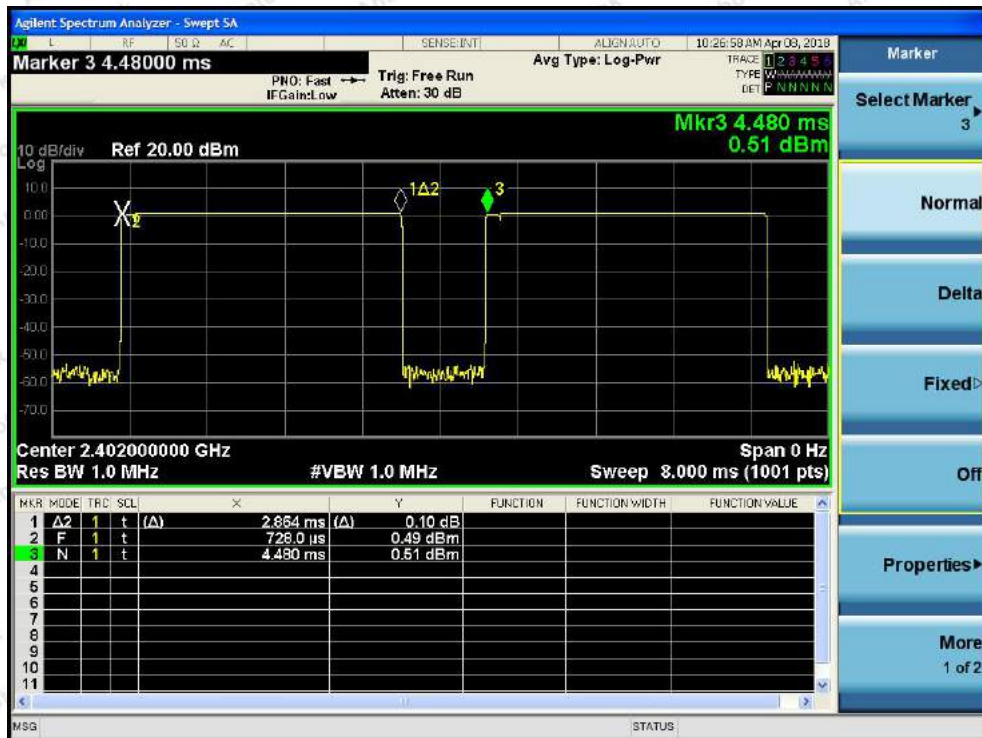 Agilent Spectrum Analyzer - Swept SA
LXI L RF 50 Ω AC SENSE:INT ALIGN AUTO 10:26:58 AM Apr 08, 2018
Marker 3 4.48000 ms
PNO: Fast
IFGain:Low
Trig: Free Run
Atten: 30 dB
Avg Type: Log-Pwr
TRACE 1 2 3 4 5 6
TYPE W
DET P N N N N N
Mkr3 4.480 ms
0.51 dBm
10 dB/div Ref 20.00 dBm
Log
1Δ2
3
2
10.0
0.00
-10.0
-20.0
-30.0
-40.0
-50.0
-60.0
-70.0
Center 2.402000000 GHz Span 0 Hz
Res BW 1.0 MHz #VBW 1.0 MHz Sweep 8.000 ms (1001 pts)
MKR MODE TRC SCL X Y FUNCTION FUNCTION WIDTH FUNCTION VALUE
1 Δ2 1 t (Δ) 2.864 ms (Δ) 0.10 dB
2 F 1 t 728.0 µs 0.49 dBm
3 N 1 t 4.480 ms 0.51 dBm
4
5
6
7
8
9
10
11
MSG STATUS
Marker
Select Marker
3
Normal
Delta
Fixed
Off
Properties
More
1 of 2